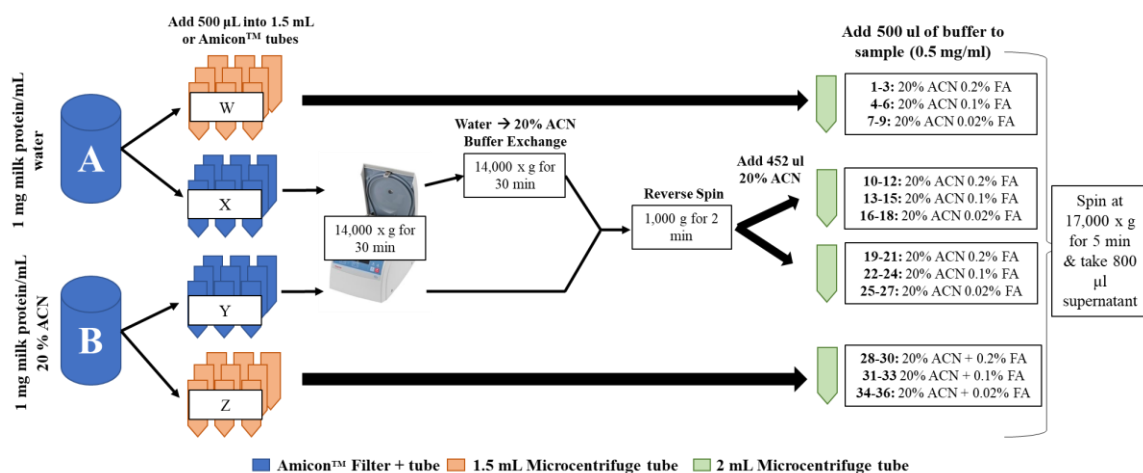 Add 500 µL into 1.5 mL
or Amicon™ tubes
Add 500 ul of buffer to
sample (0.5 mg/ml)
1 mg milk protein/mL
water
A
W
1-3: 20% ACN 0.2% FA
4-6: 20% ACN 0.1% FA
7-9: 20% ACN 0.02% FA
Water → 20% ACN
Buffer Exchange
14,000 x g for
30 min
X
14,000 x g for
30 min
Reverse Spin
1,000 g for 2
min
Add 452 ul
20% ACN
10-12: 20% ACN 0.2% FA
13-15: 20% ACN 0.1% FA
16-18: 20% ACN 0.02% FA
19-21: 20% ACN 0.2% FA
22-24: 20% ACN 0.1% FA
25-27: 20% ACN 0.02% FA
Spin at
17,000 x g
for 5 min
& take 800
µl
supernatant
1 mg milk protein/mL
20 % ACN
B
Y
Z
28-30: 20% ACN + 0.2% FA
31-33 20% ACN + 0.1% FA
34-36: 20% ACN + 0.02% FA
Amicon™ Filter + tube
1.5 mL Microcentrifuge tube
2 mL Microcentrifuge tube